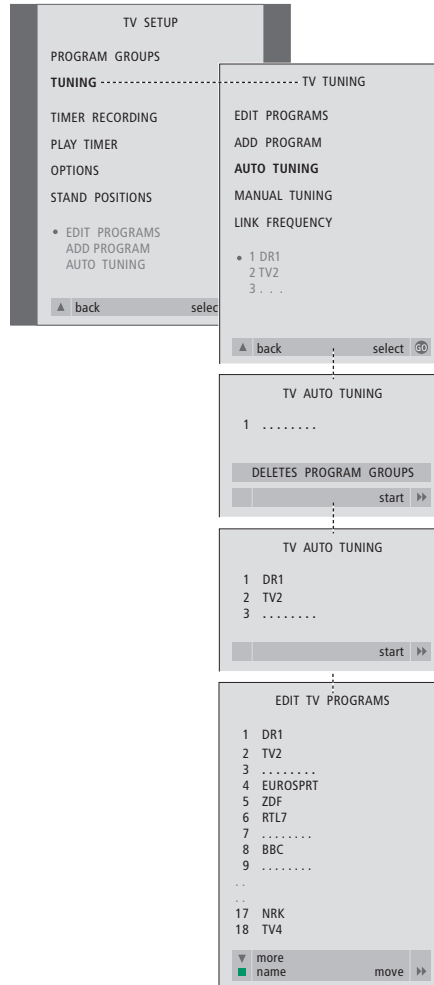 TV SETUP
PROGRAM GROUPS
TUNING
TIMER RECORDING
PLAY TIMER
OPTIONS
STAND POSITIONS
• EDIT PROGRAMS
ADD PROGRAM
AUTO TUNING
▲ back selec
TV TUNING
EDIT PROGRAMS
ADD PROGRAM
AUTO TUNING
MANUAL TUNING
LINK FREQUENCY
• 1 DR1
2 TV2
3 . . .
▲ back select GO
TV AUTO TUNING
1 ........
DELETES PROGRAM GROUPS
start
TV AUTO TUNING
1 DR1
2 TV2
3 ........
start
EDIT TV PROGRAMS
1 DR1
2 TV2
3 ........
4 EUROSPRT
5 ZDF
6 RTL7
7 ........
8 BBC
9 ........
. .
. .
17 NRK
18 TV4
▼ more
name move